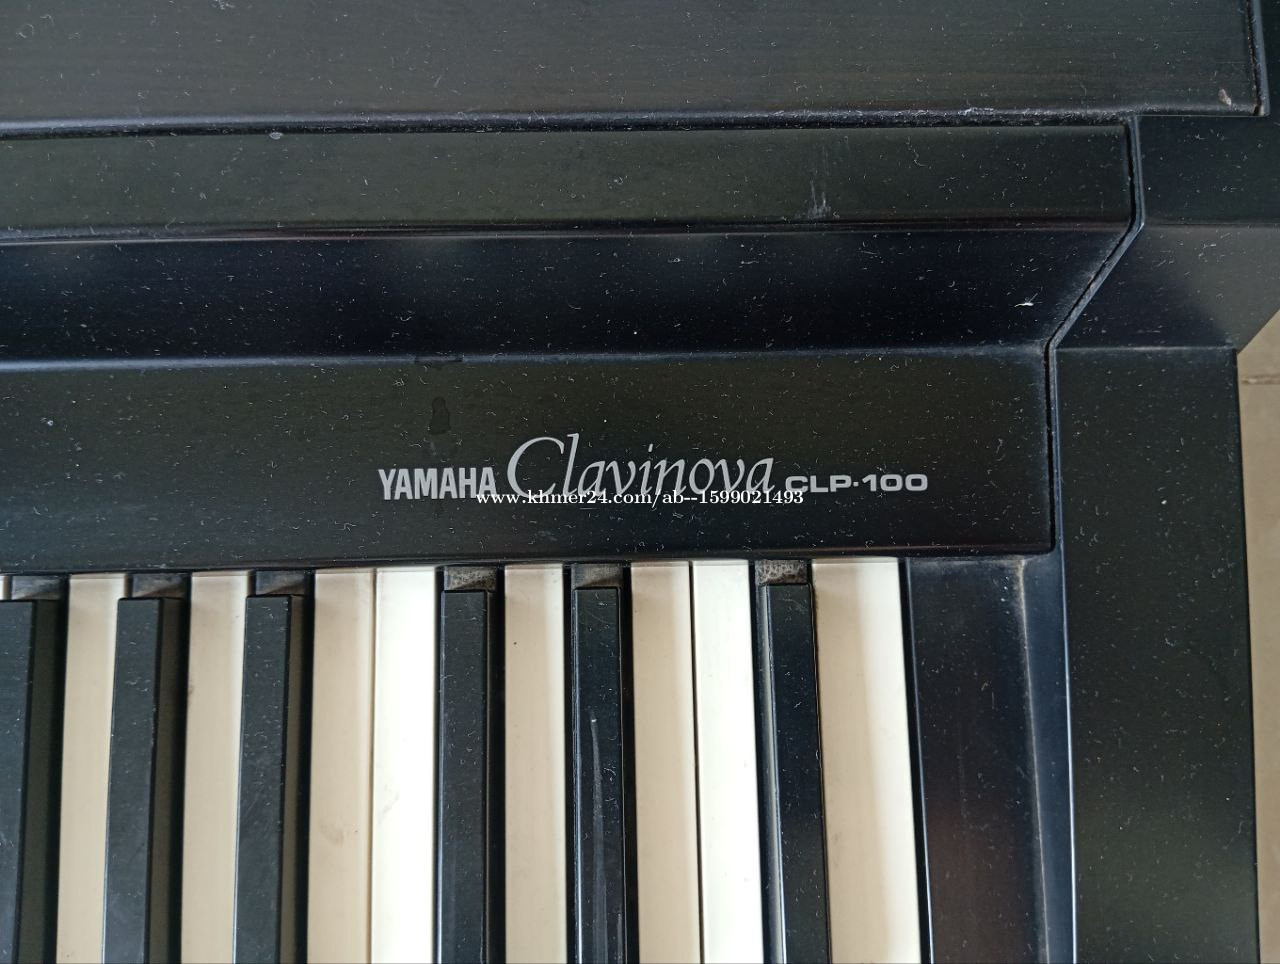 YAMAHA Clavinova CLP·100
www.khmer24.com/ab--1599021493